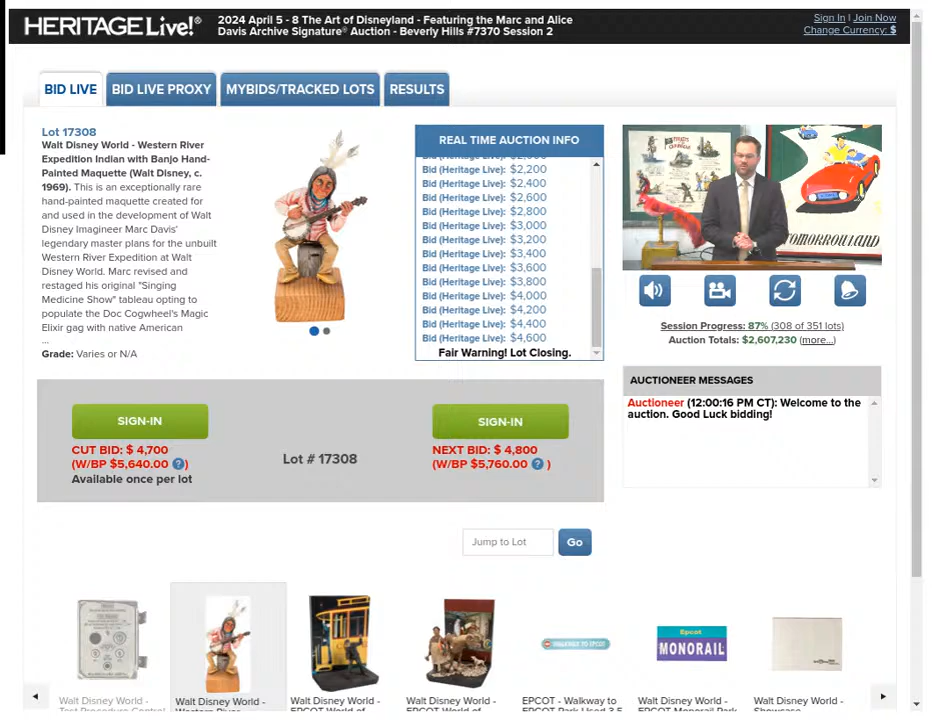 HERITAGE Live!®
2024 April 5 - 8 The Art of Disneyland - Featuring the Marc and Alice
Davis Archive Signature® Auction - Beverly Hills #7370 Session 2
Sign In | Join Now
Change Currency: $
BID LIVE
BID LIVE PROXY
MYBIDS/TRACKED LOTS
RESULTS
Lot 17308
Walt Disney World - Western River
Expedition Indian with Banjo Hand-
Painted Maquette (Walt Disney, c.
1969). This is an exceptionally rare
hand-painted maquette created for
and used in the development of Walt
Disney Imagineer Marc Davis'
legendary master plans for the unbuilt
Western River Expedition at Walt
Disney World. Marc revised and
restaged his original "Singing
Medicine Show" tableau opting to
populate the Doc Cogwheel's Magic
Elixir gag with native American
...
Grade: Varies or N/A
REAL TIME AUCTION INFO
Bid (Heritage Live): $2,200
Bid (Heritage Live): $2,400
Bid (Heritage Live): $2,600
Bid (Heritage Live): $2,800
Bid (Heritage Live): $3,000
Bid (Heritage Live): $3,200
Bid (Heritage Live): $3,400
Bid (Heritage Live): $3,600
Bid (Heritage Live): $3,800
Bid (Heritage Live): $4,000
Bid (Heritage Live): $4,200
Bid (Heritage Live): $4,400
Bid (Heritage Live): $4,600
Fair Warning! Lot Closing.
TOMORROWLAND
Session Progress: 87% (308 of 351 lots)
Auction Totals: $2,607,230 (more...)
AUCTIONEER MESSAGES
Auctioneer (12:00:16 PM CT): Welcome to the
auction. Good Luck bidding!
SIGN-IN
CUT BID: $ 4,700
(W/BP $5,640.00 ?)
Available once per lot
Lot # 17308
SIGN-IN
NEXT BID: $ 4,800
(W/BP $5,760.00 ? )
Jump to Lot
Go
WALKWAY TO EPCOT
Epcot
MONORAIL
Walt Disney World -
Test Procedure Control
Walt Disney World -
Western River
Walt Disney World -
EPCOT World of
Walt Disney World -
EPCOT World of
EPCOT - Walkway to
EPCOT Park Used 3.5
Walt Disney World -
EPCOT Monorail Park
Walt Disney World -
Showcase